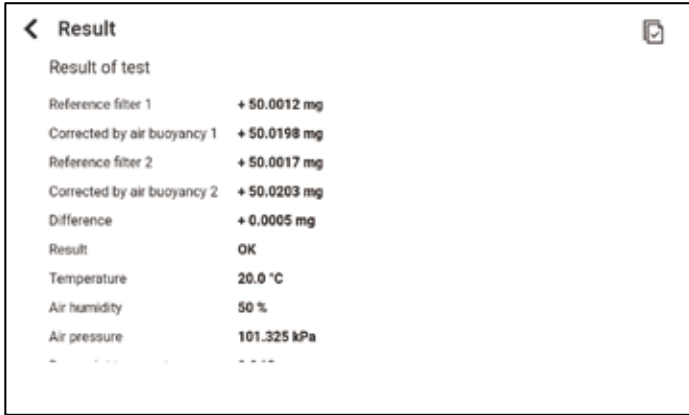 Result
Result of test
Reference filter 1 + 50.0012 mg
Corrected by air buoyancy 1 + 50.0198 mg
Reference filter 2 + 50.0017 mg
Corrected by air buoyancy 2 + 50.0203 mg
Difference + 0.0005 mg
Result OK
Temperature 20.0 °C
Air humidity 50 %
Air pressure 101.325 kPa